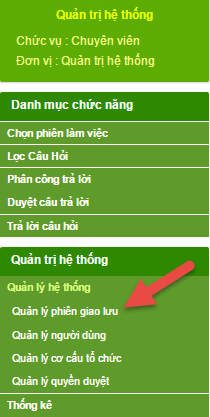 Quản trị hệ thống
Chức vụ : Chuyên viên
Đơn vị : Quản trị hệ thống
Danh mục chức năng
Chọn phiên làm việc
Lọc Câu Hỏi
Phân công trả lời
Duyệt câu trả lời
Trả lời câu hỏi
Quản trị hệ thống
Quản lý hệ thống
Quản lý phiên giao lưu
Quản lý người dùng
Quản lý cơ cấu tổ chức
Quản lý quyền duyệt
Thống kê